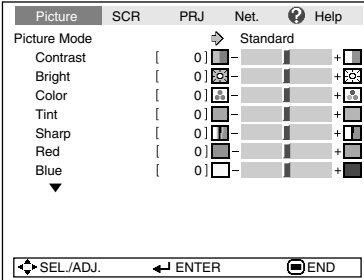 Picture SCR PRJ Net. ? Help
Picture Mode Standard
Contrast [ 0 ] - +
Bright [ 0 ] - +
Color [ 0 ] - +
Tint [ 0 ] - +
Sharp [ 0 ] - +
Red [ 0 ] - +
Blue [ 0 ] - +
SEL./ADJ. ENTER END